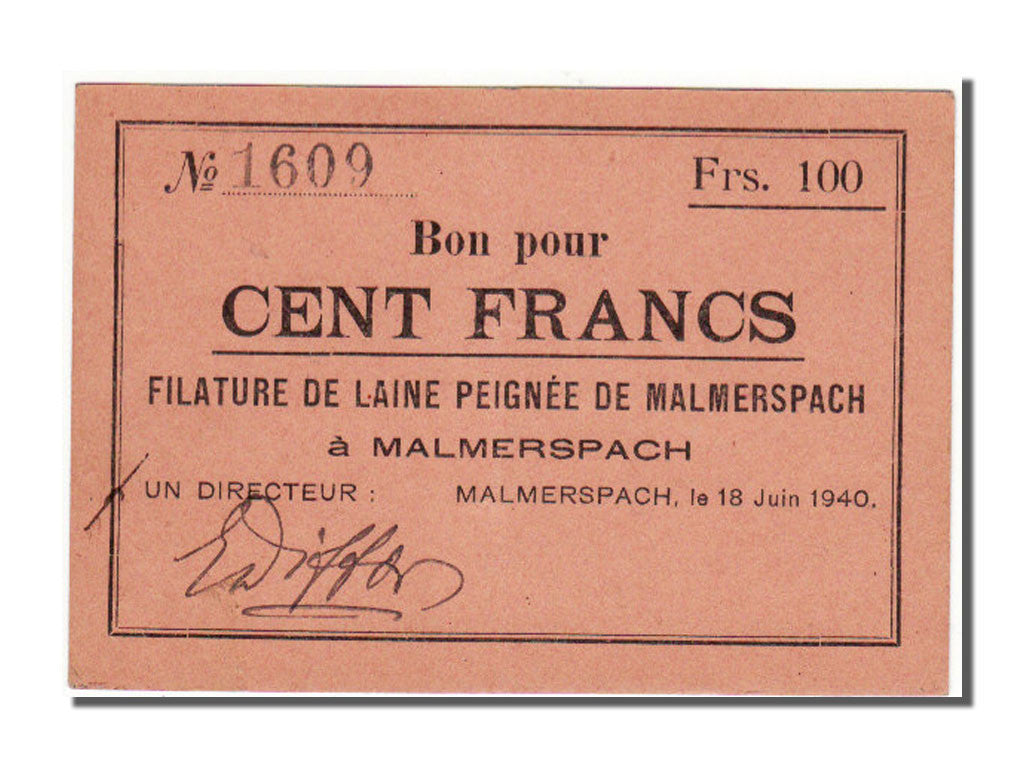 Nº 1609
Frs. 100
Bon pour
CENT FRANCS
FILATURE DE LAINE PEIGNÉE DE MALMERSPACH
à MALMERSPACH
UN DIRECTEUR :
MALMERSPACH, le 18 Juin 1940.